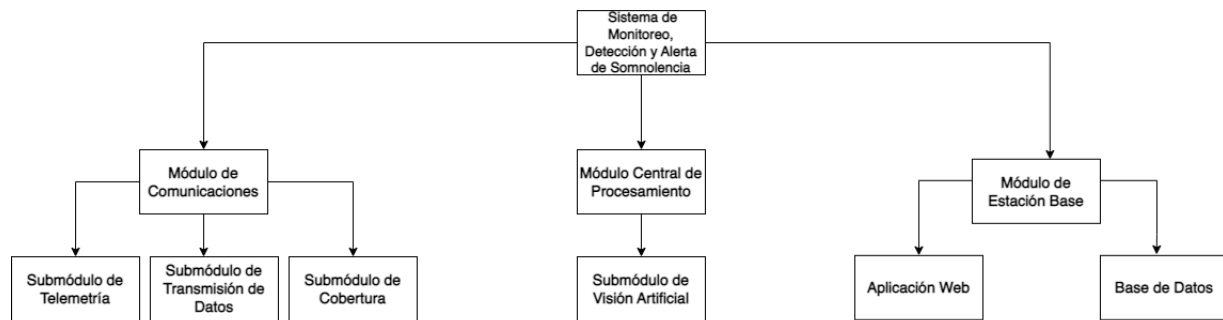 Sistema de
Monitoreo,
Detección y Alerta
de Somnolencia
Módulo de
Comunicaciones
Módulo Central de
Procesamiento
Módulo de
Estación Base
Submódulo de
Telemetría
Submódulo de
Transmisión de
Datos
Submódulo de
Cobertura
Submódulo de
Visión Artificial
Aplicación Web
Base de Datos